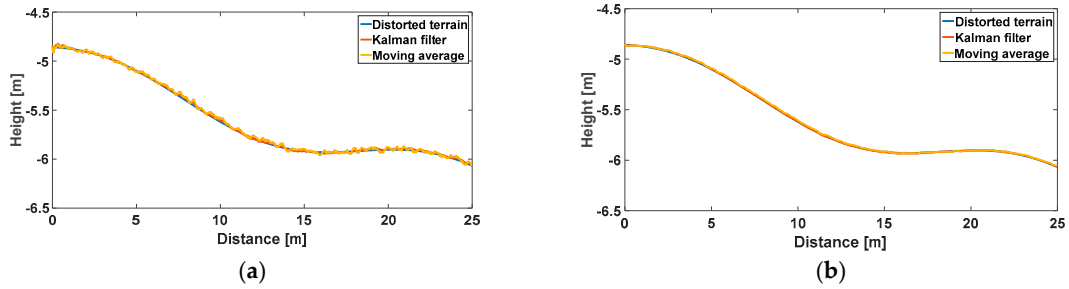 -4.5
-5
-5.5
-6
-6.5
Height [m]
0 5 10 15 20 25
Distance [m]
Distorted terrain
Kalman filter
Moving average
(a)
-4.5
-5
-5.5
-6
-6.5
Height [m]
0 5 10 15 20 25
Distance [m]
Distorted terrain
Kalman filter
Moving average
(b)